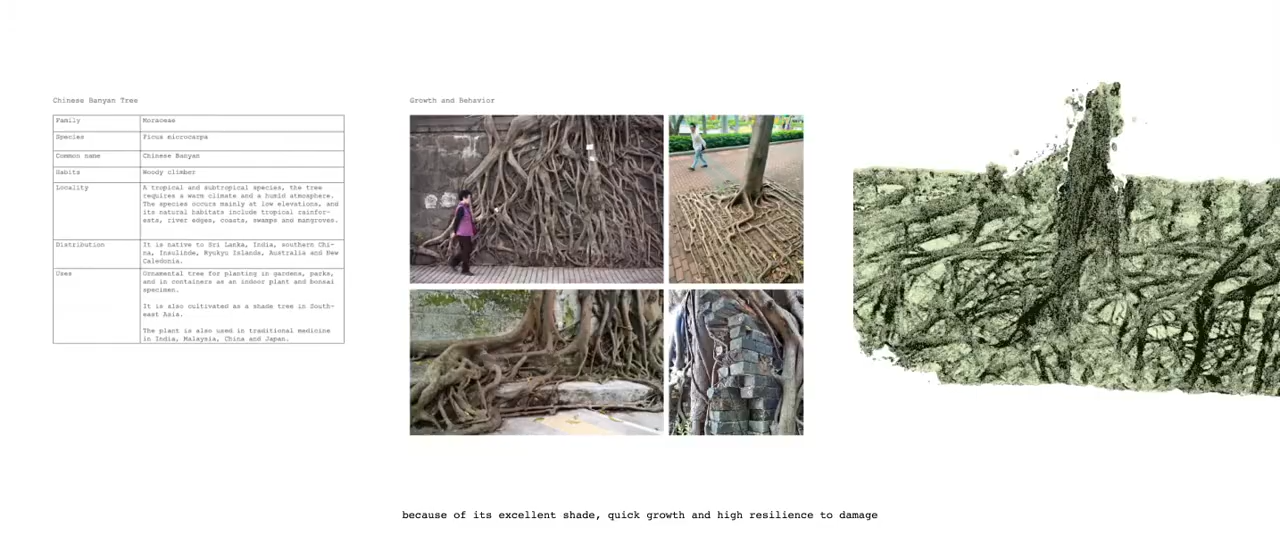 Chinese Banyan Tree
Family
Moraceae
Species
Ficus microcarpa
Common name
Chinese Banyan
Habits
Woody climber
Locality
A tropical and subtropical species, the tree
requires a warm climate and a humid atmosphere.
The species occurs mainly at low elevations, and
its natural habitats include tropical rainfor-
ests, river edges, coasts, swamps and mangroves.
Distribution
It is native to Sri Lanka, India, southern Chi-
na, Insulinde, Ryukyu Islands, Australia and New
Caledonia.
Uses
Ornamental tree for planting in gardens, parks,
and in containers as an indoor plant and bonsai
specimen.
It is also cultivated as a shade tree in South-
east Asia.
The plant is also used in traditional medicine
in India, Malaysia, China and Japan.
Growth and Behavior
because of its excellent shade, quick growth and high resilience to damage